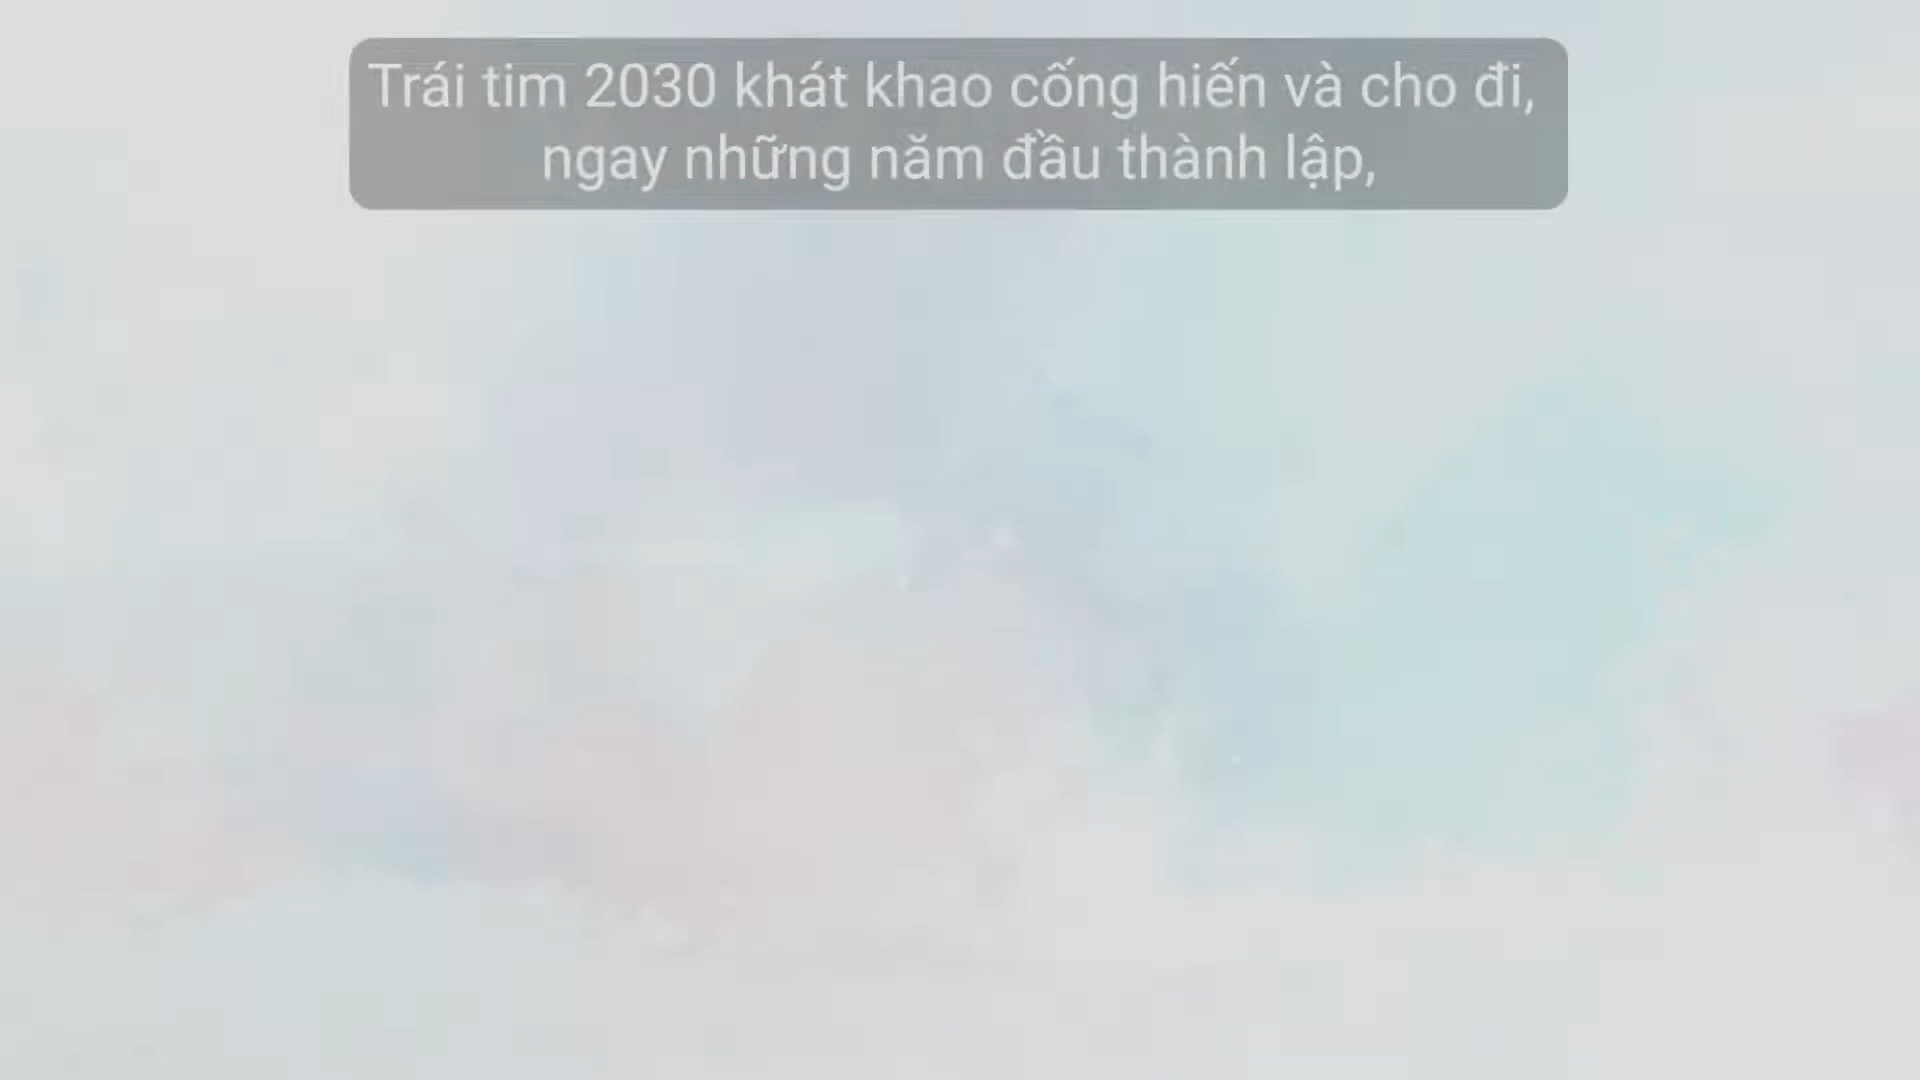 Trái tim 2030 khát khao cống hiến và cho đi,
ngay những năm đầu thành lập,